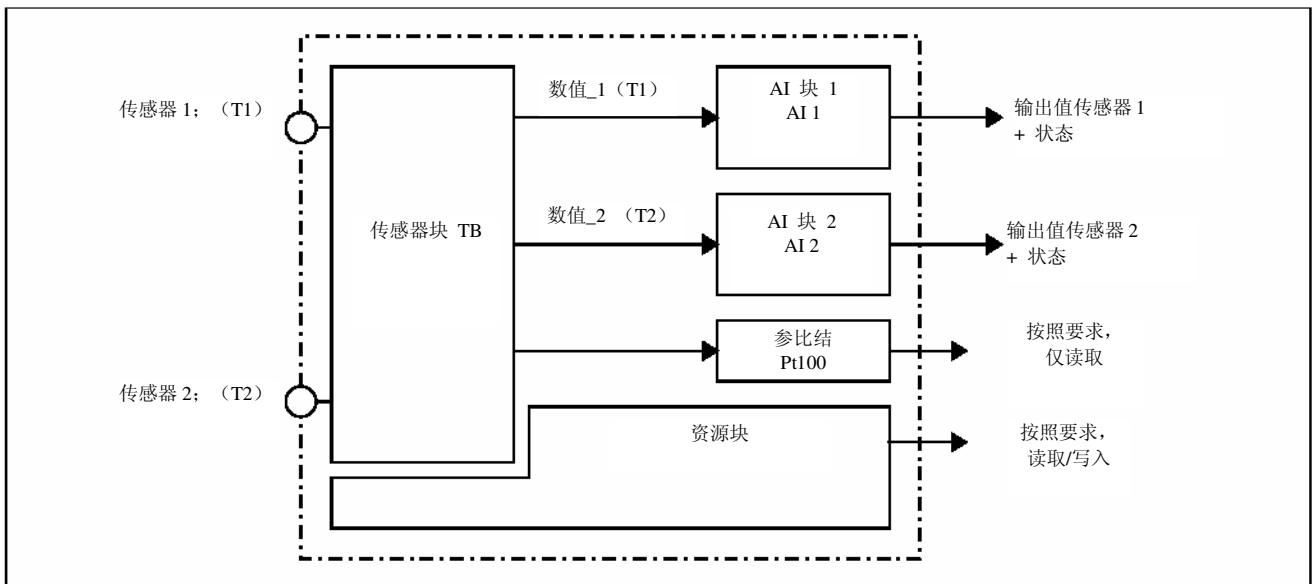 传感器 1；（T1）
数值_1（T1）
AI 块 1
AI 1
输出值传感器 1
+ 状态
传感器块 TB
数值_2 （T2）
AI 块 2
AI 2
输出值传感器 2
+ 状态
参比结
Pt100
按照要求，
仅读取
传感器 2；（T2）
资源块
按照要求，
读取/写入